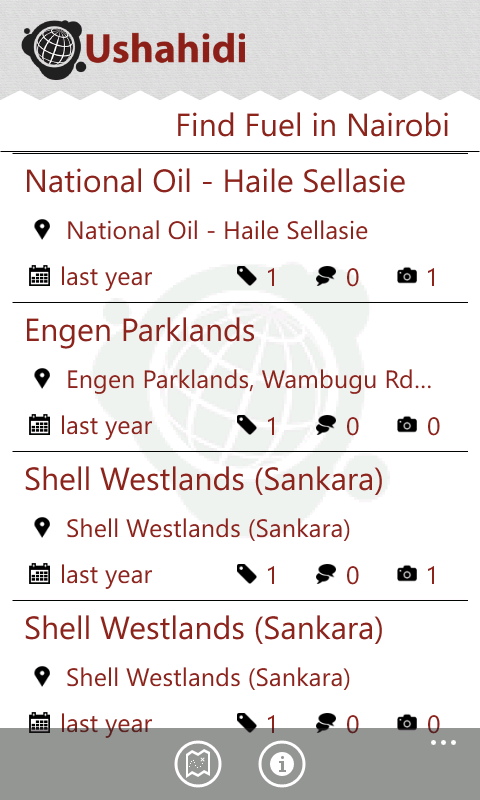 Ushahidi
Find Fuel in Nairobi
National Oil - Haile Sellasie
National Oil - Haile Sellasie
last year 1 0 1
Engen Parklands
Engen Parklands, Wambugu Rd...
last year 1 0 0
Shell Westlands (Sankara)
Shell Westlands (Sankara)
last year 1 0 1
Shell Westlands (Sankara)
Shell Westlands (Sankara)
last year 1 0 0